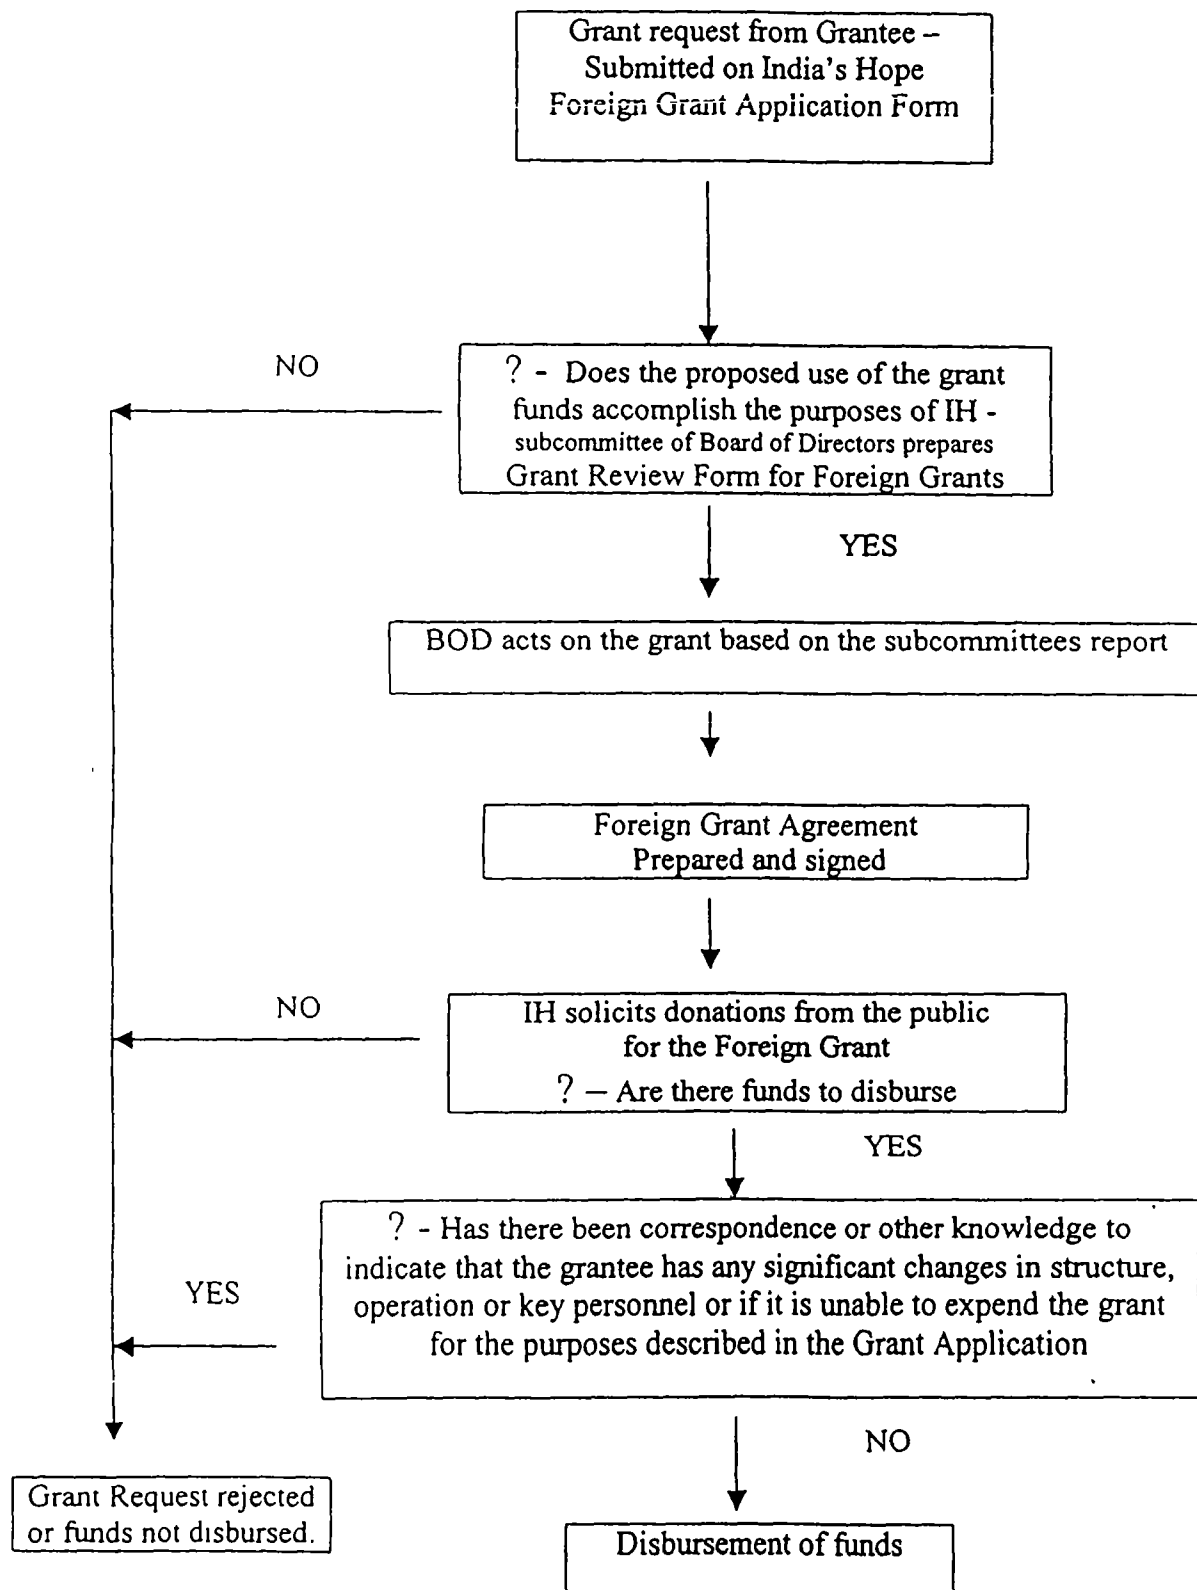 Grant request from Grantee –
Submitted on India's Hope
Foreign Grant Application Form
NO
? - Does the proposed use of the grant
funds accomplish the purposes of IH -
subcommittee of Board of Directors prepares
Grant Review Form for Foreign Grants
YES
BOD acts on the grant based on the subcommittees report
Foreign Grant Agreement
Prepared and signed
NO
IH solicits donations from the public
for the Foreign Grant
? – Are there funds to disburse
YES
? - Has there been correspondence or other knowledge to
indicate that the grantee has any significant changes in structure,
operation or key personnel or if it is unable to expend the grant
for the purposes described in the Grant Application
YES
NO
Grant Request rejected
or funds not disbursed.
Disbursement of funds